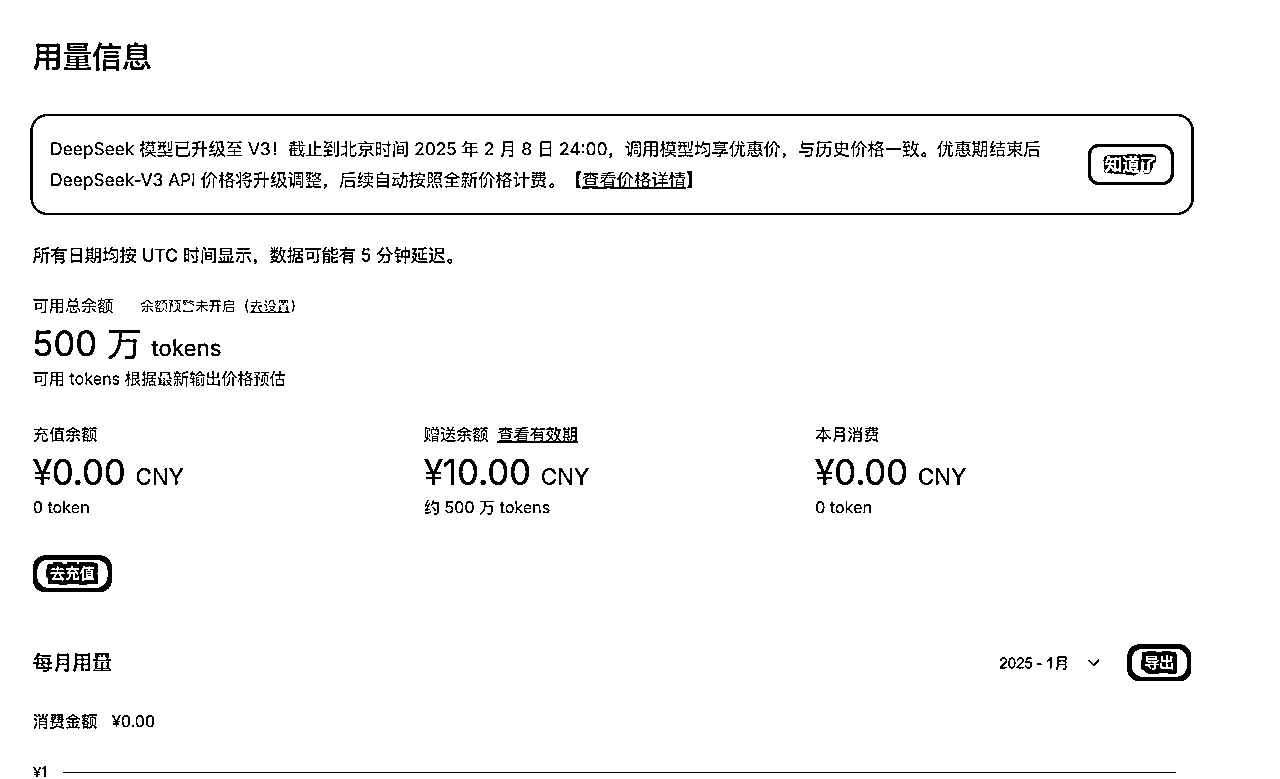 用量信息
DeepSeek 模型已升级至 V3！截止到北京时间 2025 年 2 月 8 日 24:00，调用模型均享优惠价，与历史价格一致。优惠期结束后
DeepSeek-V3 API 价格将升级调整，后续自动按照全新价格计费。【查看价格详情】
知道了
所有日期均按 UTC 时间显示，数据可能有 5 分钟延迟。
可用总余额 余额预警未开启（去设置）
500 万 tokens
可用 tokens 根据最新输出价格预估
充值余额 赠送余额 查看有效期 本月消费
¥0.00 CNY ¥10.00 CNY ¥0.00 CNY
0 token 约 500 万 tokens 0 token
去充值
每月用量 2025 - 1月 导出
消费金额 ¥0.00
¥1